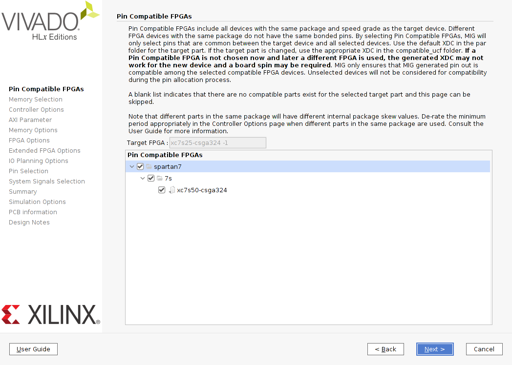 VIVADO
HLx Editions
Pin Compatible FPGAs
Memory Selection
Controller Options
AXI Parameter
Memory Options
FPGA Options
Extended FPGA Options
IO Planning Options
Pin Selection
System Signals Selection
Summary
Simulation Options
PCB Information
Design Notes
XILINX
Pin Compatible FPGAs
Pin Compatible FPGAs include all devices with the same package and speed grade as the target device. Different
FPGA devices with the same package do not have the same bonded pins. By selecting Pin Compatible FPGAs, MIG will
only select pins that are common between the target device and all selected devices. Use the default XDC in the par
folder for the target part. If the target part is changed, use the appropriate XDC in the compatible_ucf folder. If a
Pin Compatible FPGA is not chosen now and later a different FPGA is used, the generated XDC may not
work for the new device and a board spin may be required. MIG only ensures that MIG generated pin out is
compatible among the selected compatible FPGA devices. Unselected devices will not be considered for compatibility
during the pin allocation process.
A blank list indicates that there are no compatible parts exist for the selected target part and this page can be
skipped.
Note that different parts in the same package will have different internal package skew values. De-rate the minimum
period appropriately in the Controller Options page when different parts in the same package are used. Consult the
User Guide for more information.
Target FPGA : xc7s25-csga324 -1
Pin Compatible FPGAs
spartan7
7s
xc7s50-csga324
User Guide
< Back
Next >
Cancel